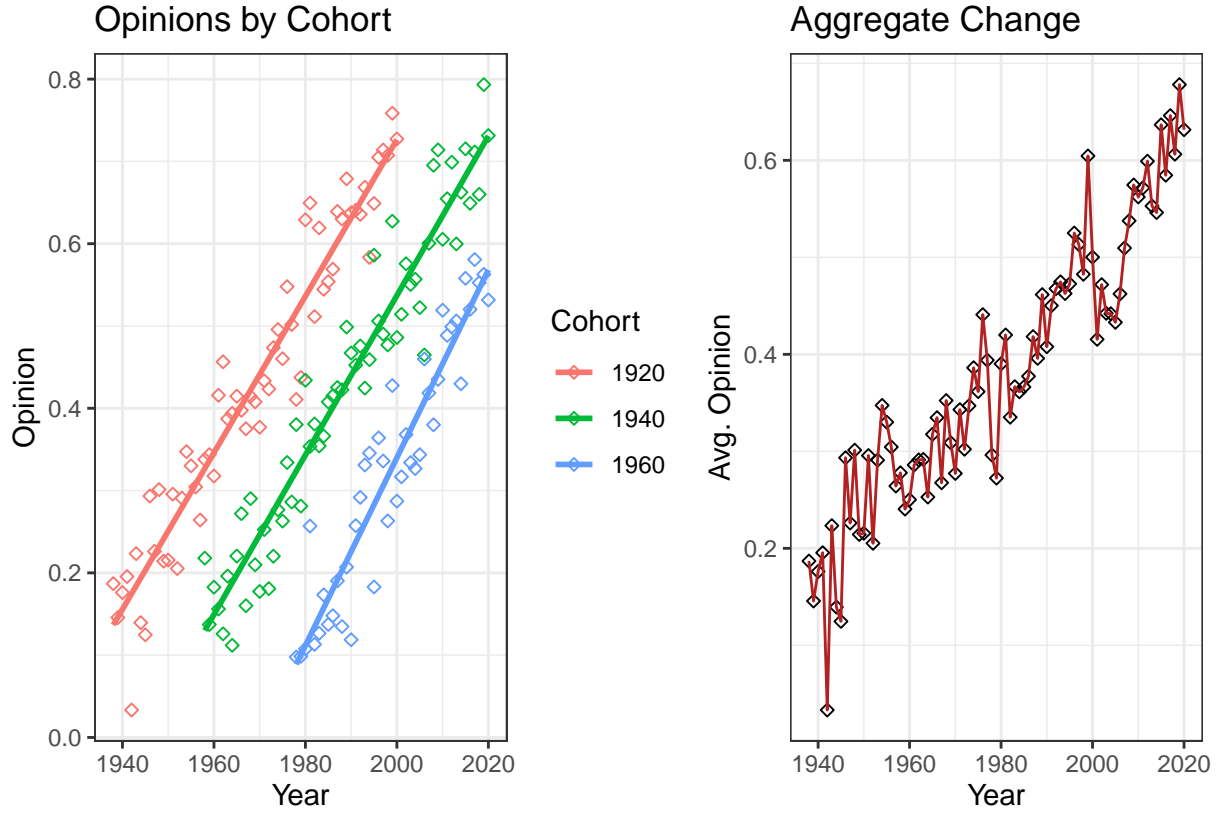 Opinions by Cohort
Opinion
0.8
0.6
0.4
0.2
0.0
1940 1960 1980 2000 2020
Year
Cohort
1920
1940
1960
Aggregate Change
Avg. Opinion
0.6
0.4
0.2
1940 1960 1980 2000 2020
Year